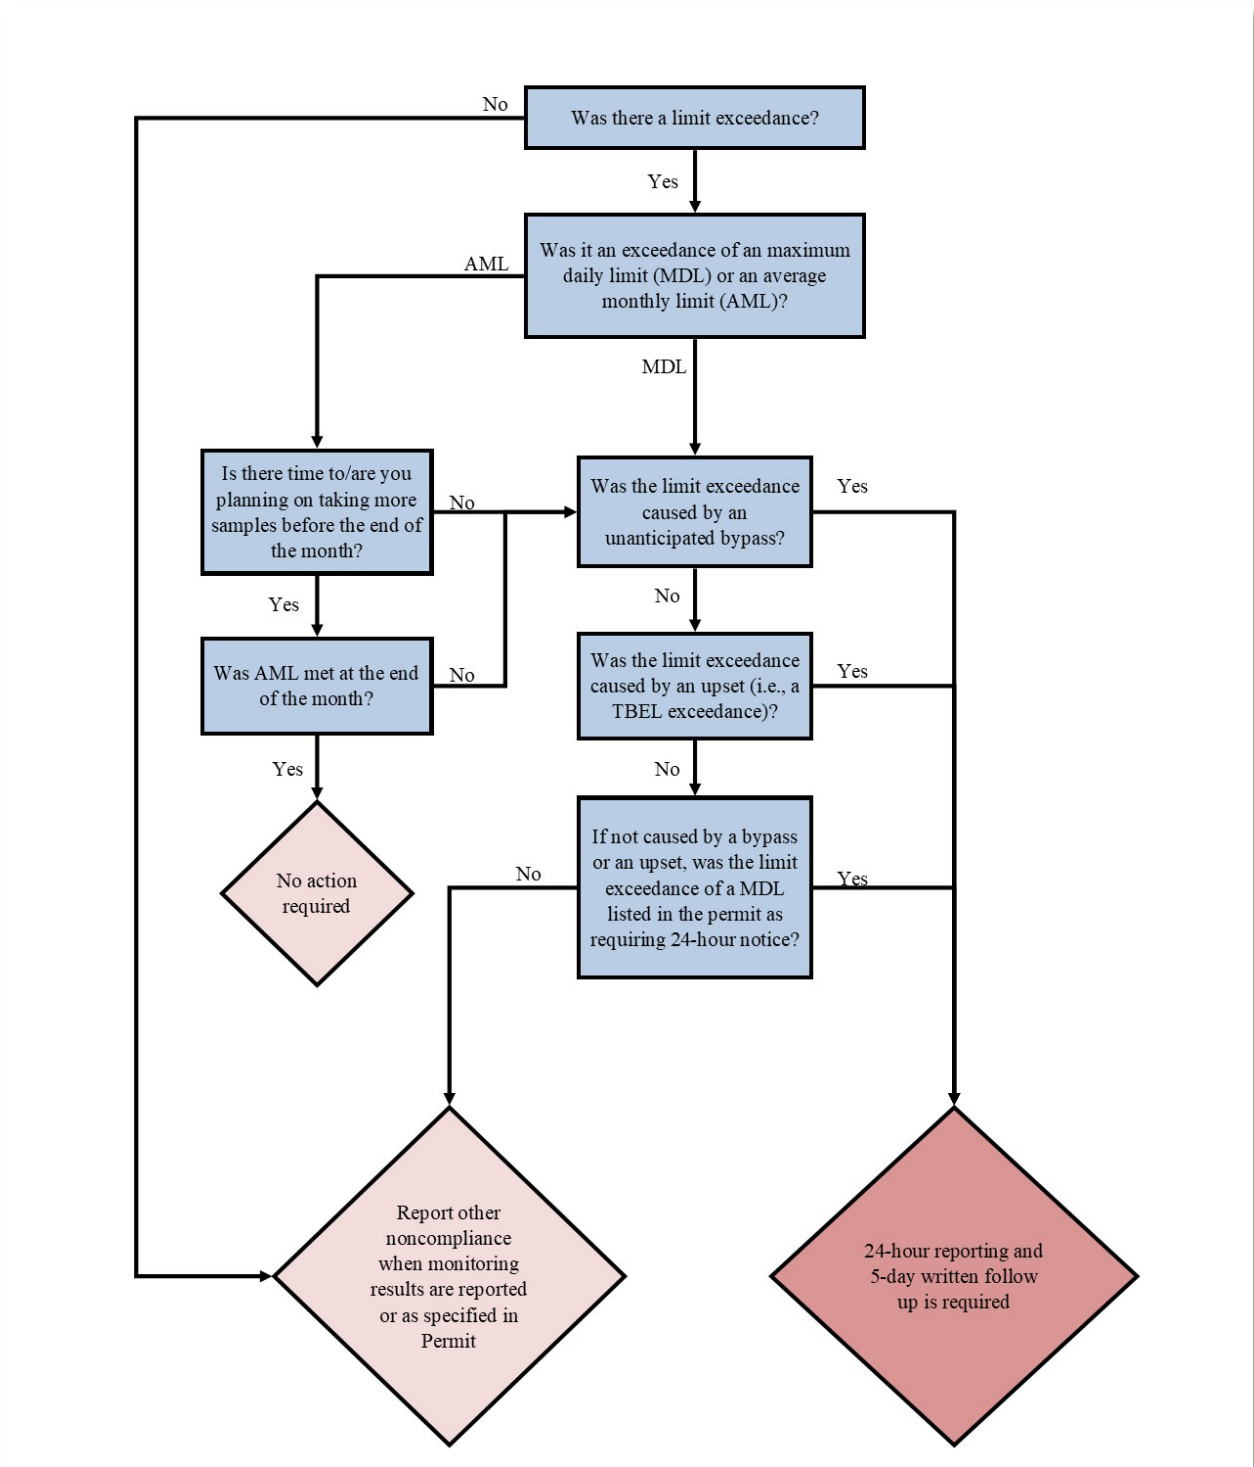 No
Was there a limit exceedance?
Yes
Was it an exceedance of an maximum
daily limit (MDL) or an average
monthly limit (AML)?
AML
MDL
Is there time to/are you
planning on taking more
samples before the end of
the month?
No
Was the limit exceedance
caused by an
unanticipated bypass?
Yes
Yes
No
Was AML met at the end
of the month?
No
Was the limit exceedance
caused by an upset (i.e., a
TBEL exceedance)?
Yes
Yes
No
No action
required
No
If not caused by a bypass
or an upset, was the limit
exceedance of a MDL
listed in the permit as
requiring 24-hour notice?
Yes
Report other
noncompliance
when monitoring
results are reported
or as specified in
Permit
24-hour reporting and
5-day written follow
up is required